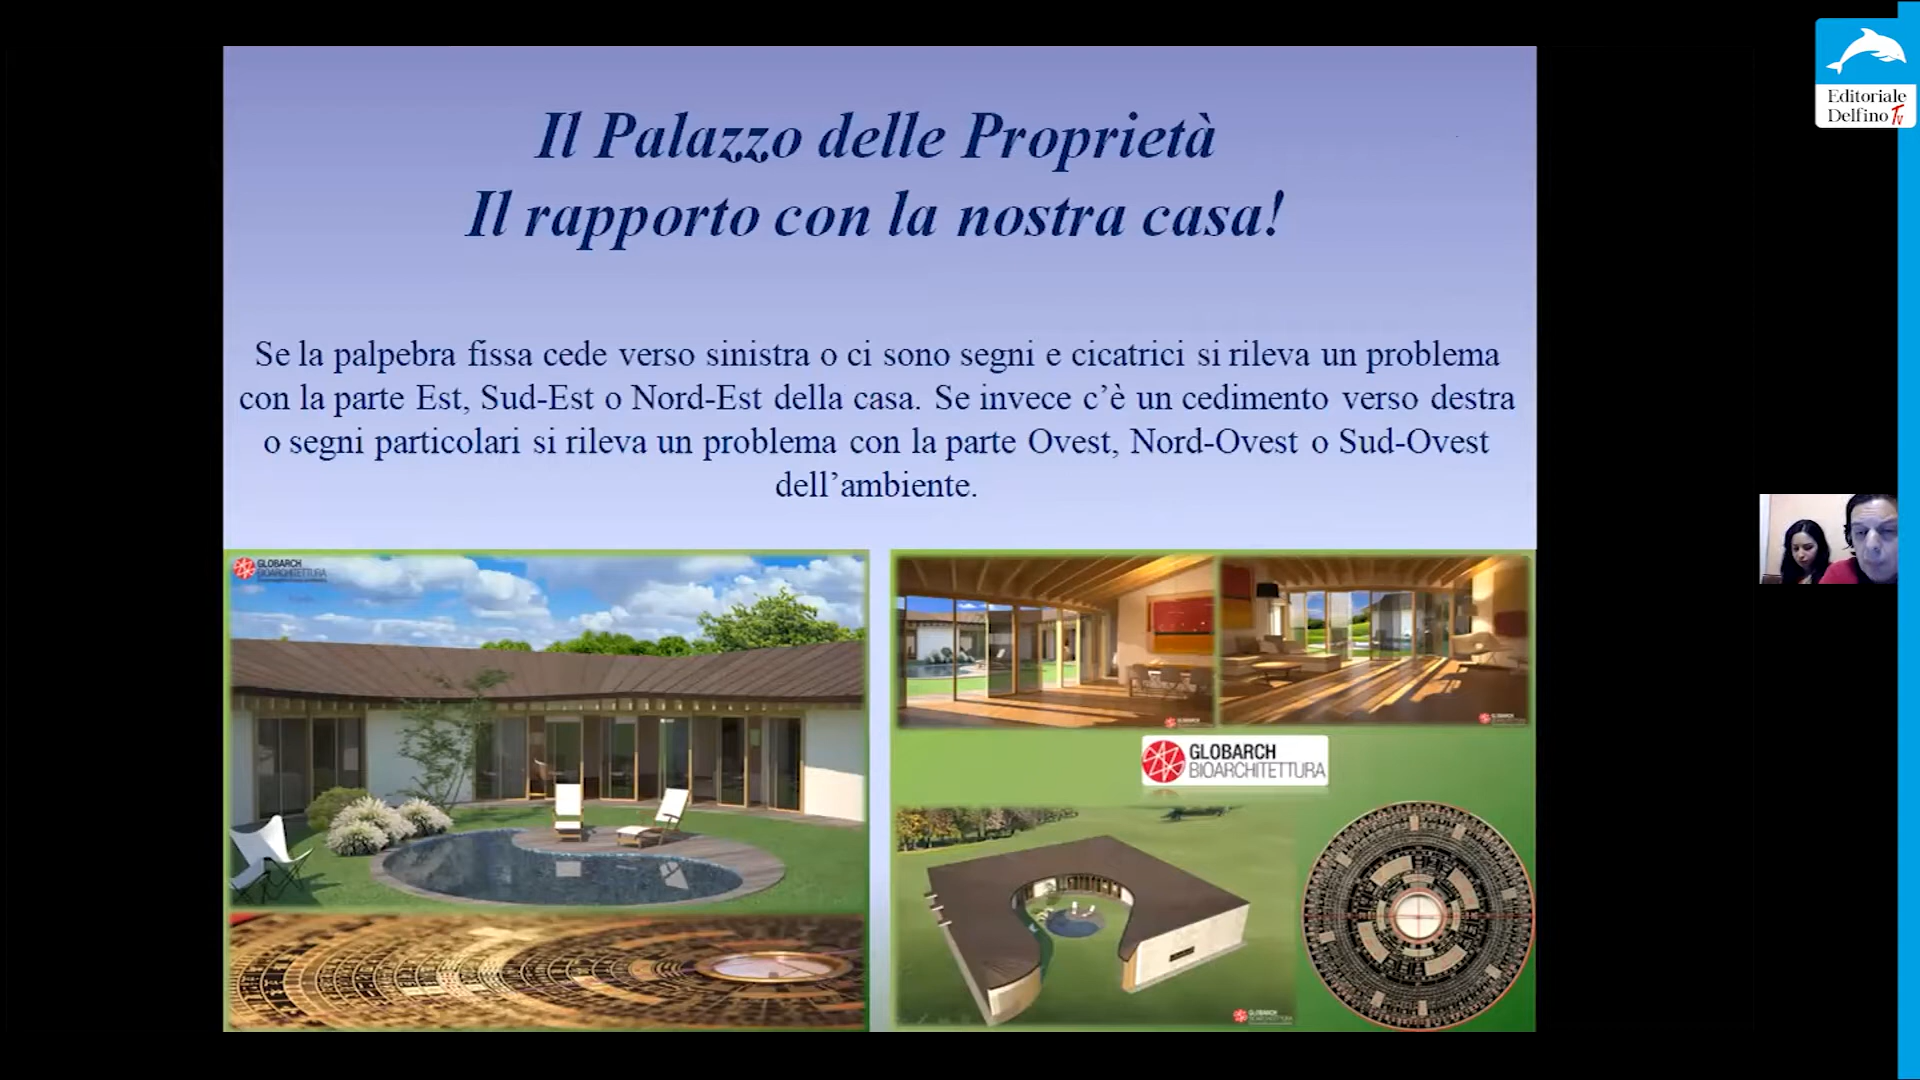 Il Palazzo delle Proprietà
Il rapporto con la nostra casa!
Se la palpebra fissa cede verso sinistra o ci sono segni e cicatrici si rileva un problema
con la parte Est, Sud-Est o Nord-Est della casa. Se invece c’è un cedimento verso destra
o segni particolari si rileva un problema con la parte Ovest, Nord-Ovest o Sud-Ovest
dell’ambiente.
Editoriale
Delfino Tv
GLOBARCH
BIOARCHITETTURA
GLOBARCH
BIOARCHITETTURA
GLOBARCH
BIOARCHITETTURA